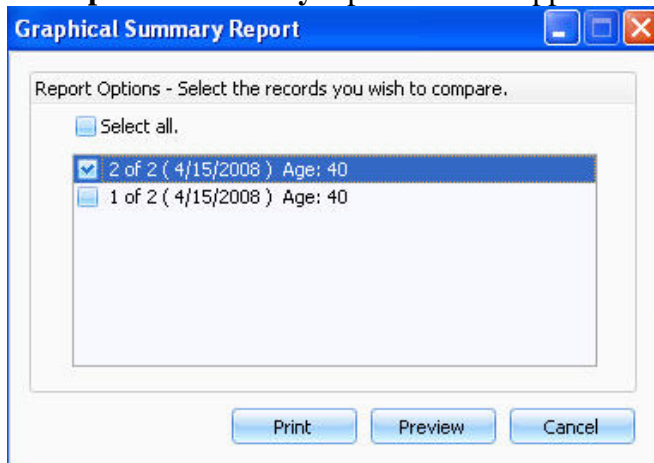 Graphical Summary Report
Report Options - Select the records you wish to compare.
Select all.
2 of 2 ( 4/15/2008 ) Age: 40
1 of 2 ( 4/15/2008 ) Age: 40
Print Preview Cancel